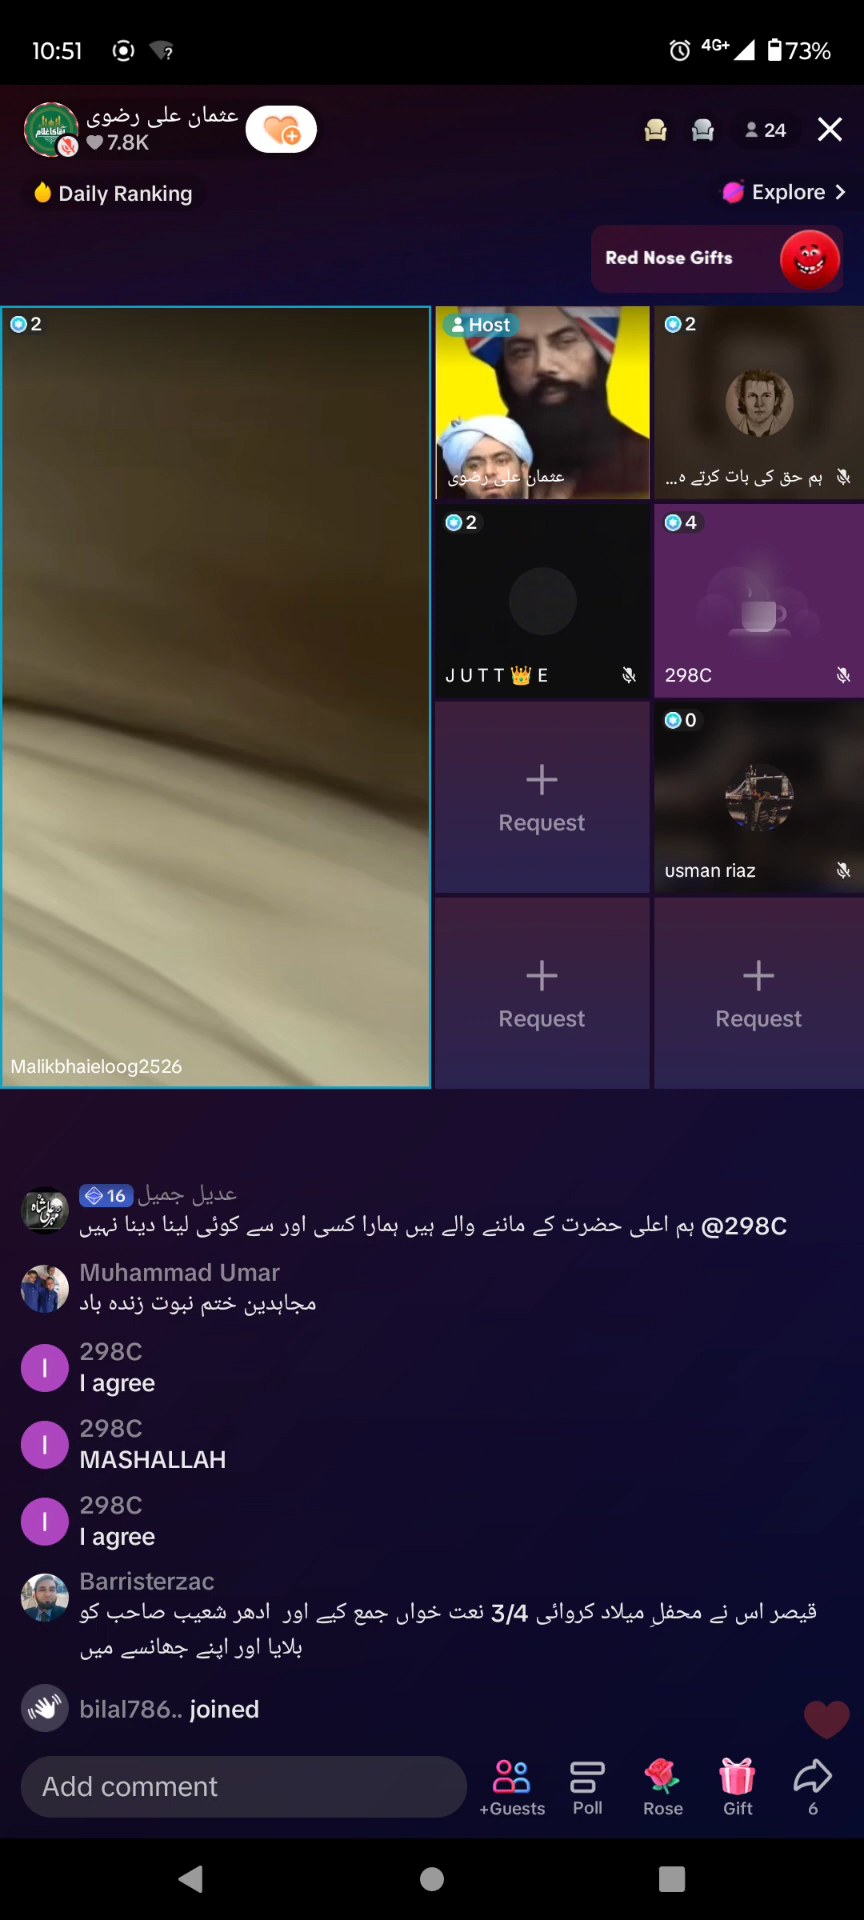 10:51
4G+
73%
عثمان علی رضوی
7.8K
24
Daily Ranking
Explore
Red Nose Gifts
2
Host
عثمان علی رضوی
2
ہم حق کی بات کرتے ہ...
2
J U T T 👑 E
4
298C
Request
0
usman riaz
Request
Request
Malikbhaieloog2526
16 عدیل جمیل
@298C ہم اعلی حضرت کے ماننے والے ہیں ہمارا کسی اور سے کوئی لینا دینا نہیں
Muhammad Umar
مجاہدین ختم نبوت زندہ باد
298C
I agree
298C
MASHALLAH
298C
I agree
Barristerzac
قیصر اس نے محفلِ میلاد کروائی 3/4 نعت خواں جمع کیے اور ادھر شعیب صاحب کو
بلایا اور اپنے جھانسے میں
bilal786.. joined
Add comment
+Guests
Poll
Rose
Gift
6